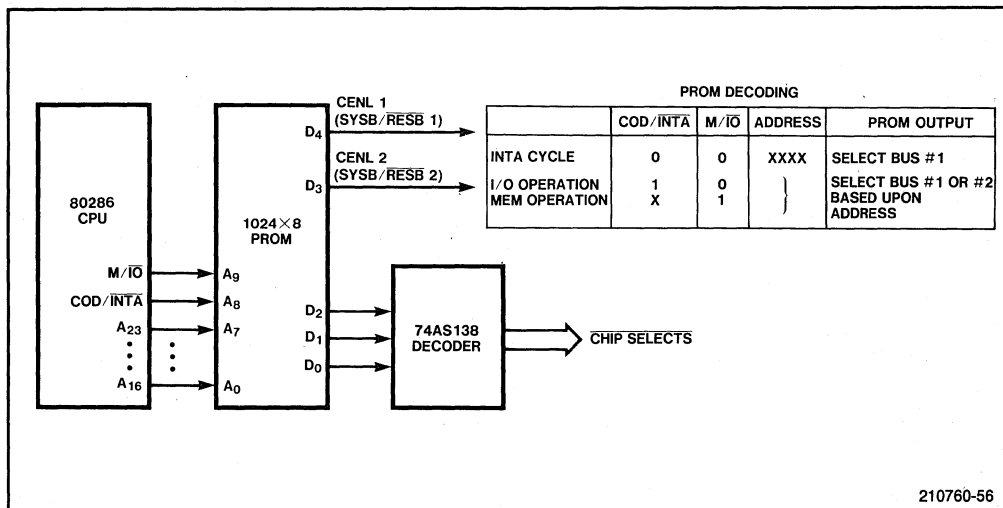 80286
CPU
M/IO
COD/INTA
A23
A16
1024×8
PROM
A9
A8
A7
A0
D4
D3
D2
D1
D0
CENL 1
(SYSB/RESB 1)
CENL 2
(SYSB/RESB 2)
74AS138
DECODER
CHIP SELECTS
PROM DECODING
COD/INTA M/IO ADDRESS PROM OUTPUT
INTA CYCLE 0 0 XXXX SELECT BUS #1
I/O OPERATION 1 0 SELECT BUS #1 OR #2
MEM OPERATION X 1 BASED UPON
ADDRESS
210760-56